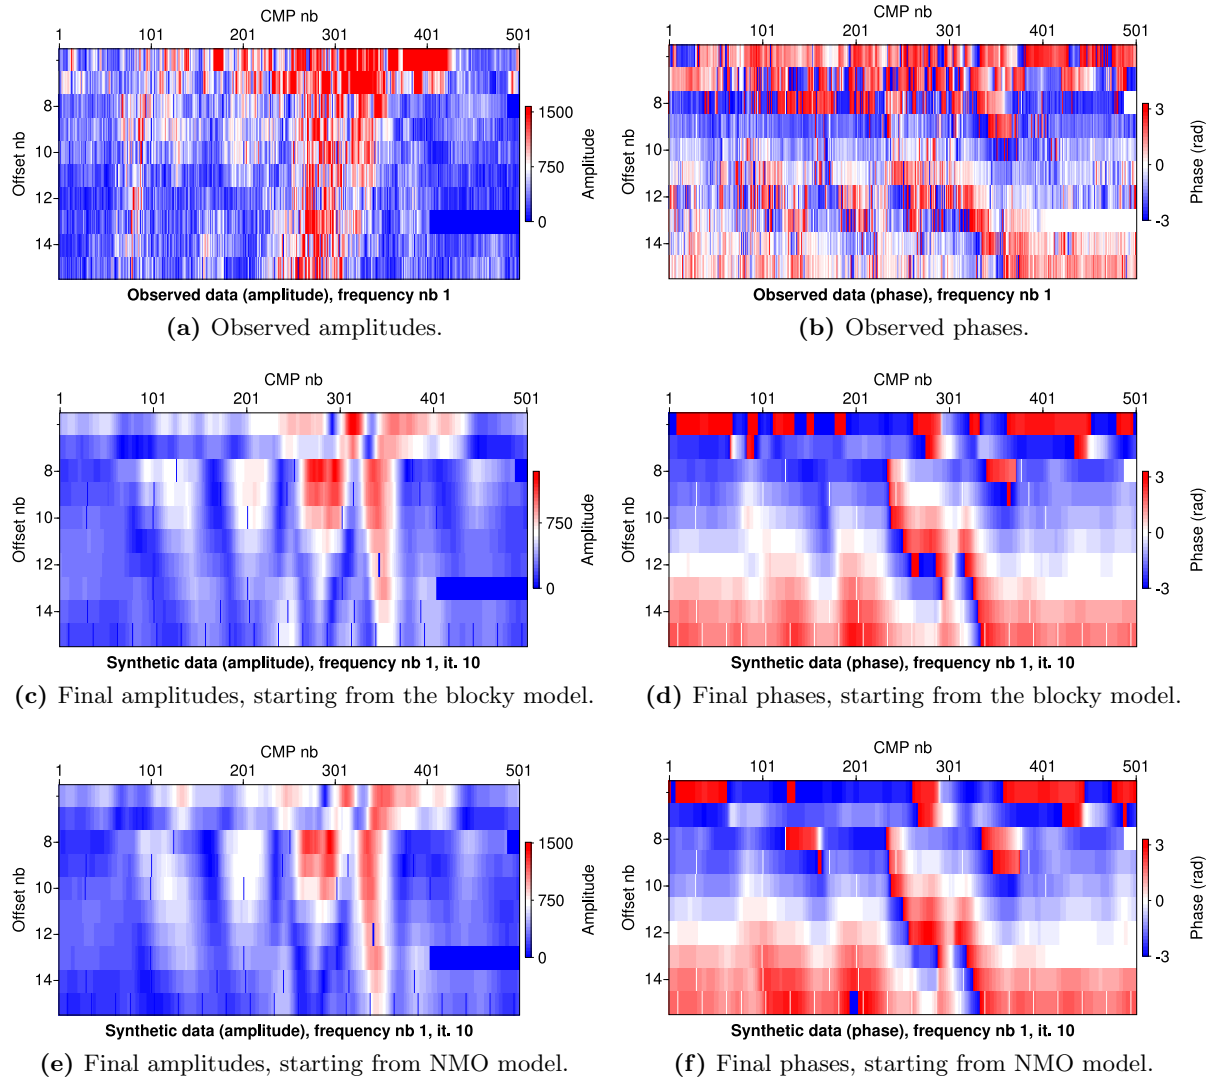 CMP nb
1 101 201 301 401 501
Offset nb
8
10
12
14
1500
750
0
Amplitude
Observed data (amplitude), frequency nb 1
(a) Observed amplitudes.
CMP nb
1 101 201 301 401 501
Offset nb
8
10
12
14
3
0
-3
Phase (rad)
Observed data (phase), frequency nb 1
(b) Observed phases.
CMP nb
1 101 201 301 401 501
Offset nb
8
10
12
14
750
0
Amplitude
Synthetic data (amplitude), frequency nb 1, it. 10
(c) Final amplitudes, starting from the blocky model.
CMP nb
1 101 201 301 401 501
Offset nb
8
10
12
14
3
0
-3
Phase (rad)
Synthetic data (phase), frequency nb 1, it. 10
(d) Final phases, starting from the blocky model.
CMP nb
1 101 201 301 401 501
Offset nb
8
10
12
14
1500
750
0
Amplitude
Synthetic data (amplitude), frequency nb 1, it. 10
(e) Final amplitudes, starting from NMO model.
CMP nb
1 101 201 301 401 501
Offset nb
8
10
12
14
3
0
-3
Phase (rad)
Synthetic data (phase), frequency nb 1, it. 10
(f) Final phases, starting from NMO model.